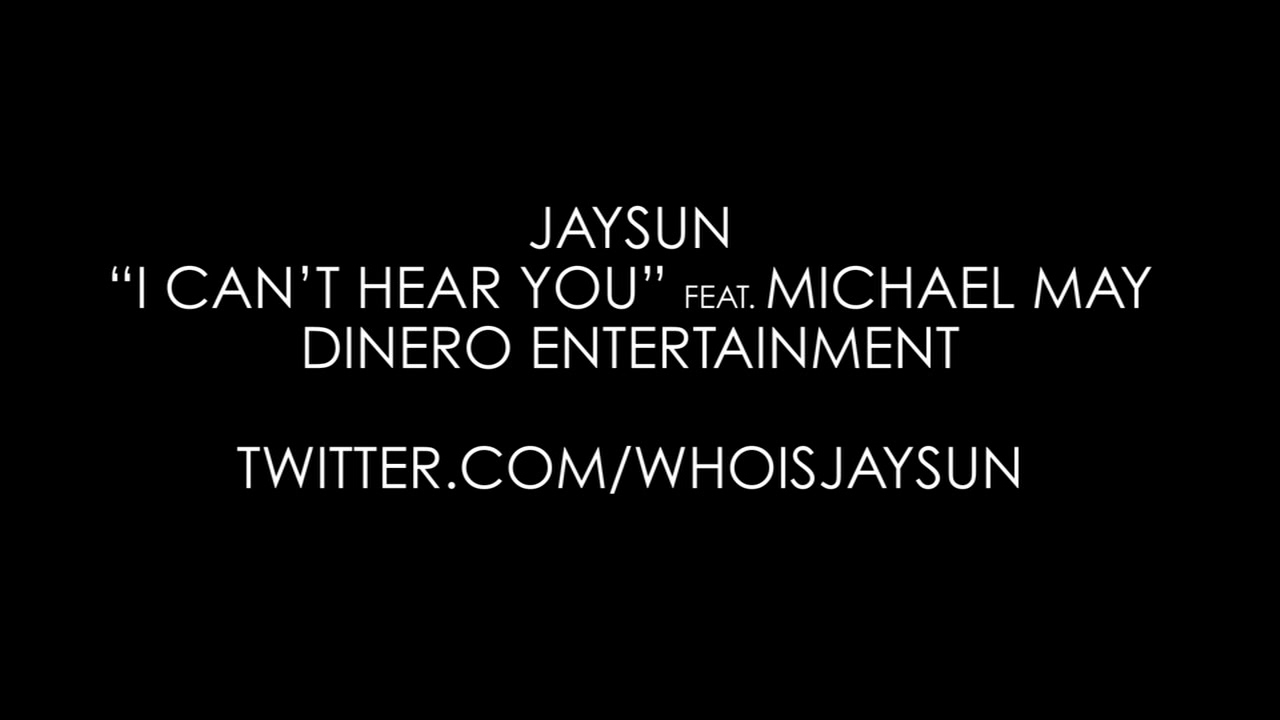 JAYSUN
“I CAN’T HEAR YOU” FEAT. MICHAEL MAY
DINERO ENTERTAINMENT
TWITTER.COM/WHOISJAYSUN